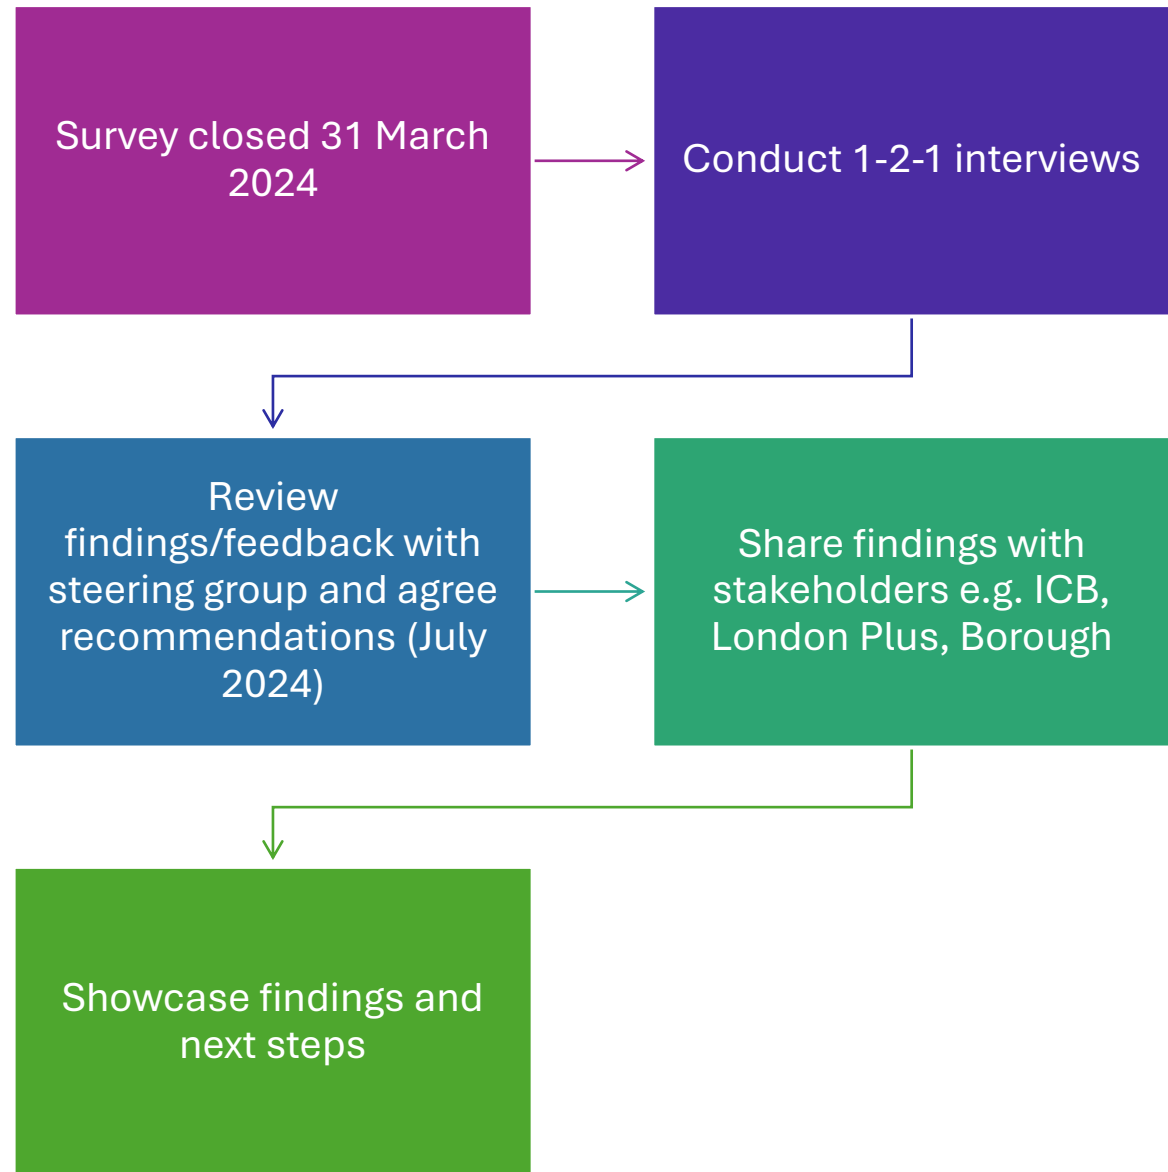 Survey closed 31 March
2024
Conduct 1-2-1 interviews
Review
findings/feedback with
steering group and agree
recommendations (July
2024)
Share findings with
stakeholders e.g. ICB,
London Plus, Borough
Showcase findings and
next steps